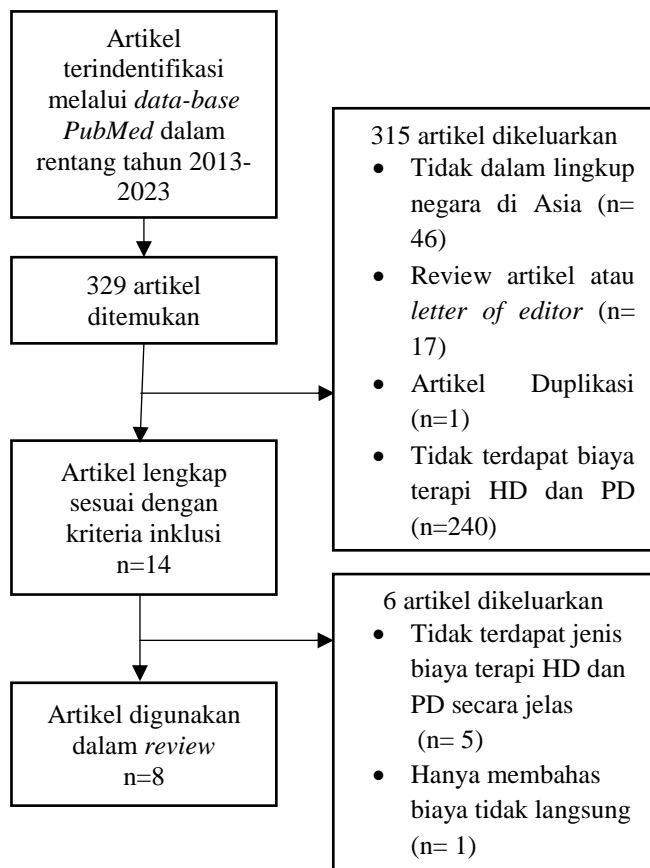 Artikel
terindentifikasi
melalui data-base
PubMed dalam
rentang tahun 2013-
2023
329 artikel
ditemukan
315 artikel dikeluarkan
• Tidak dalam lingkup
negara di Asia (n=
46)
• Review artikel atau
letter of editor (n=
17)
• Artikel Duplikasi
(n=1)
• Tidak terdapat biaya
terapi HD dan PD
(n=240)
Artikel lengkap
sesuai dengan
kriteria inklusi
n=14
6 artikel dikeluarkan
• Tidak terdapat jenis
biaya terapi HD dan
PD secara jelas
(n= 5)
• Hanya membahas
biaya tidak langsung
(n= 1)
Artikel digunakan
dalam review
n=8